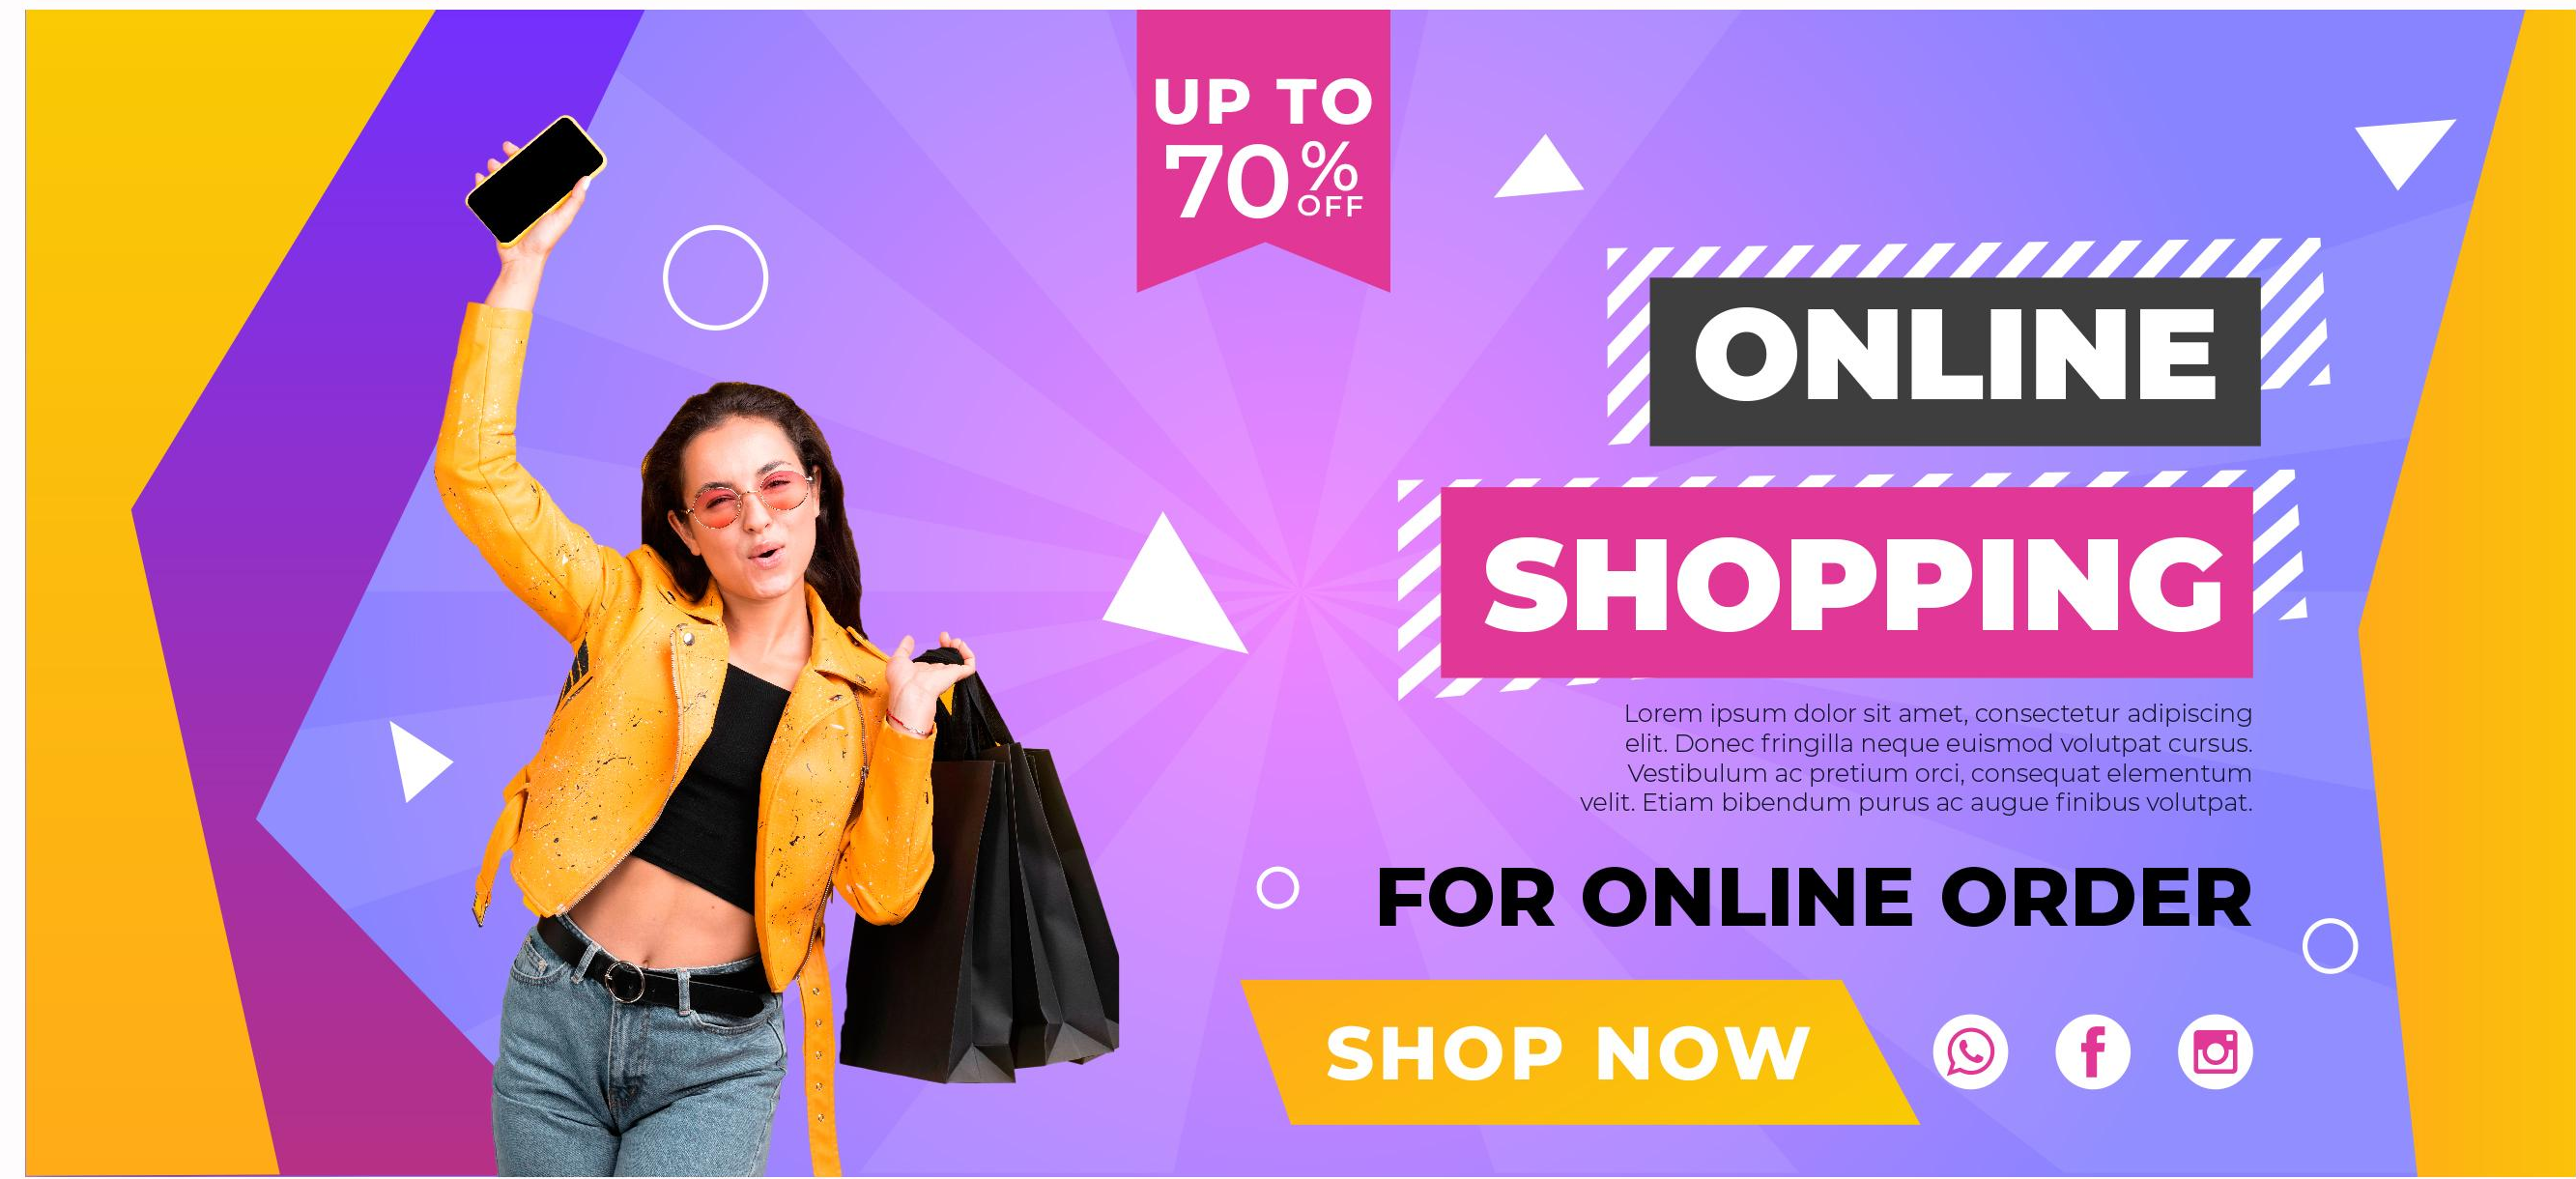 UP TO
70%
OFF
ONLINE
SHOPPING
Lorem ipsum dolor sit amet, consectetur adipiscing
elit. Donec fringilla neque euismod volutpat cursus.
Vestibulum ac pretium orci, consequat elementum
velit. Etiam bibendum purus ac augue finibus volutpat.
FOR ONLINE ORDER
SHOP NOW